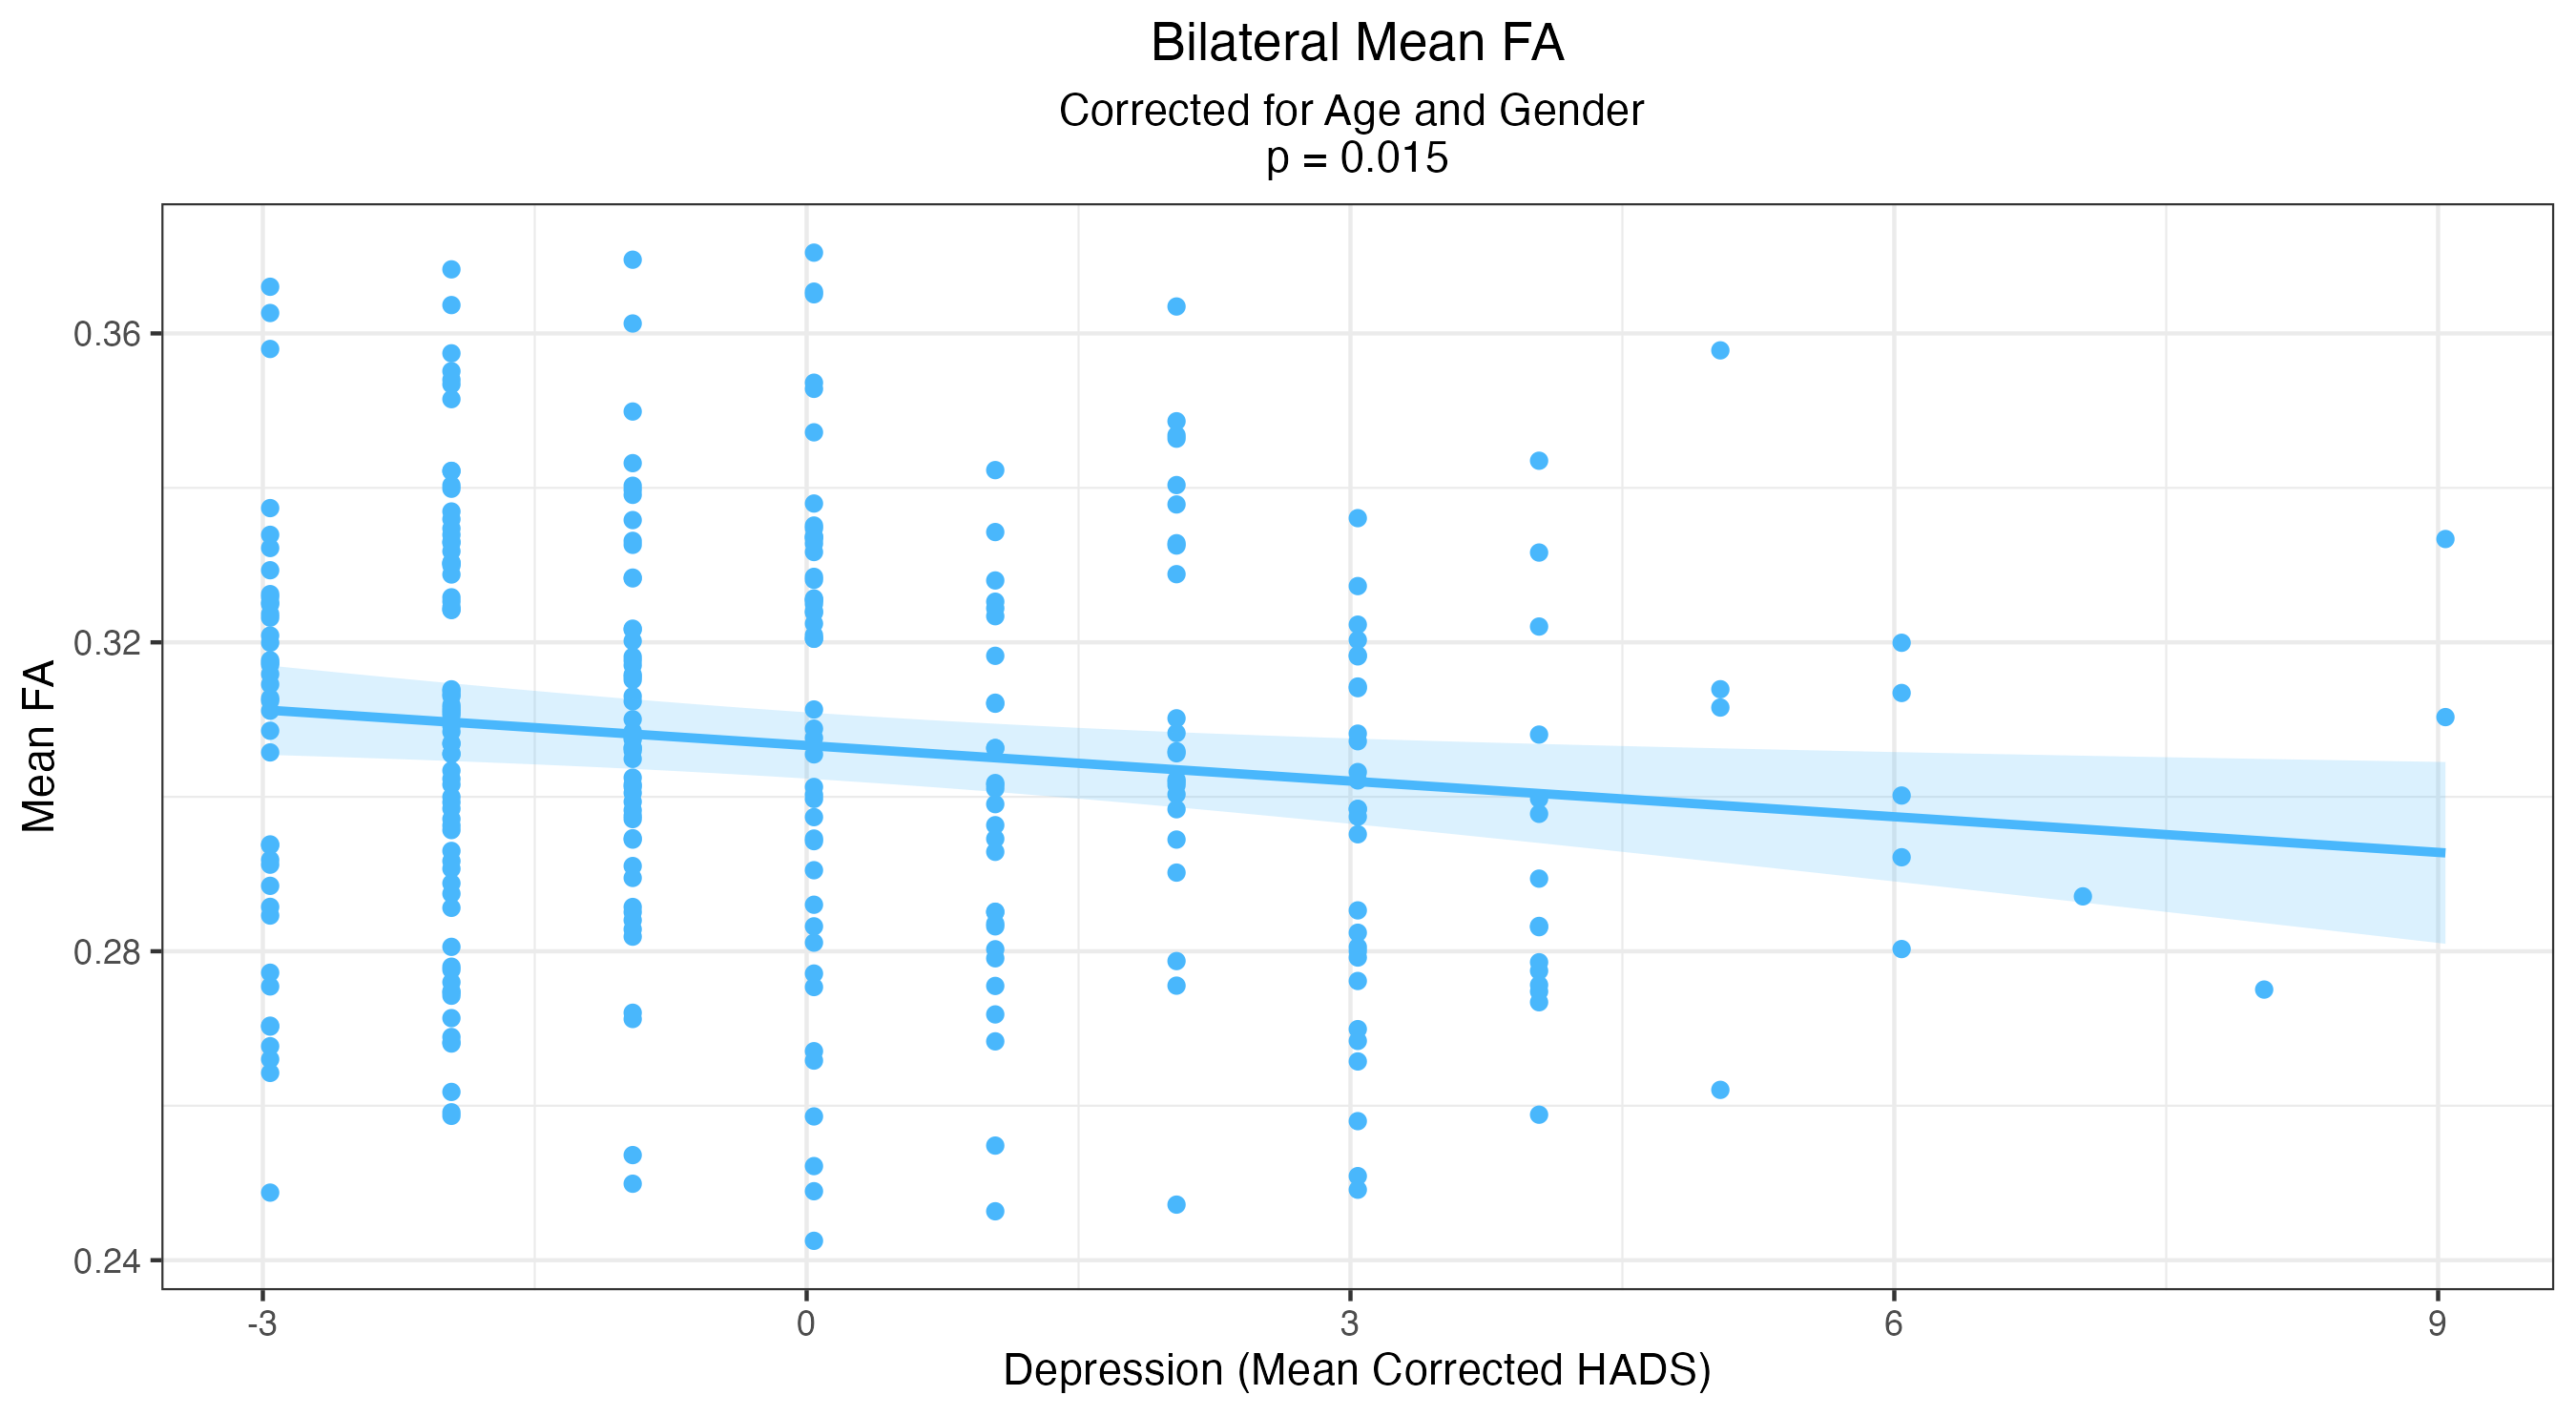 Bilateral Mean FA
Corrected for Age and Gender
p = 0.015
Mean FA
0.36
0.32
0.28
0.24
-3
0
3
6
9
Depression (Mean Corrected HADS)